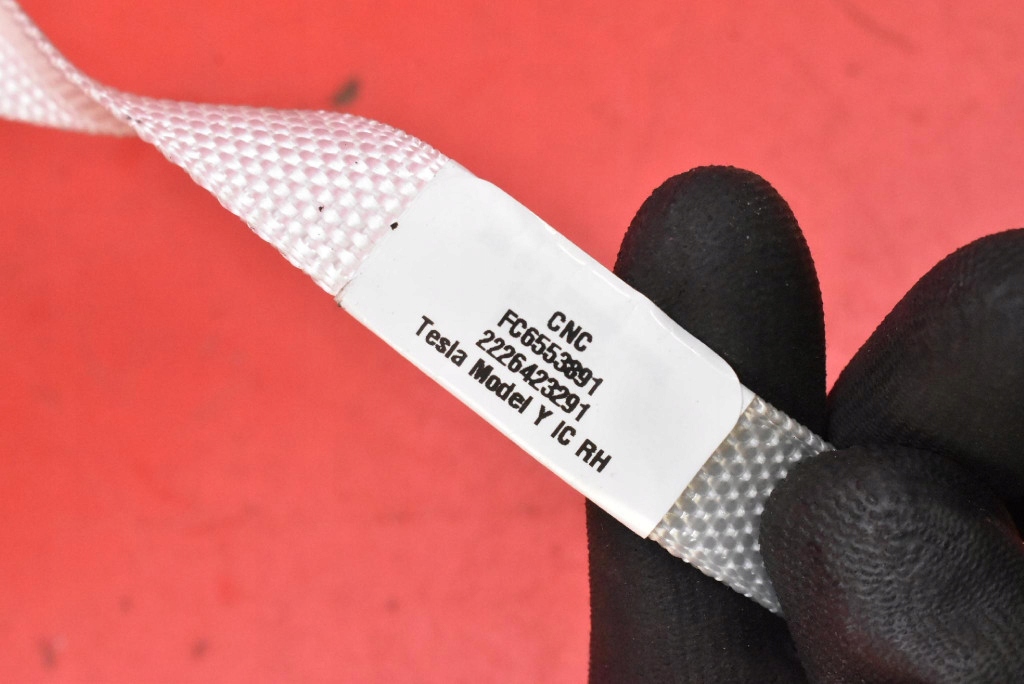 CNC
FC6553891
2226423291
Tesla Model Y IC RH